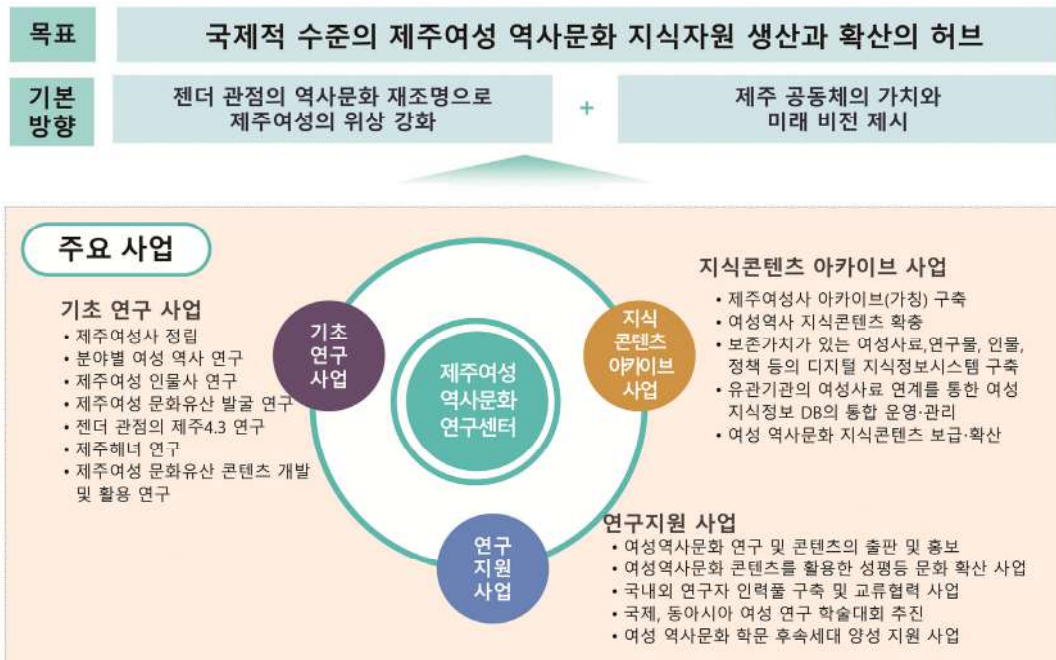 목표
국제적 수준의 제주여성 역사문화 지식자원 생산과 확산의 허브
기본
방향
젠더 관점의 역사문화 재조명으로
제주여성의 위상 강화
+
제주 공동체의 가치와
미래 비전 제시
주요 사업
기초 연구 사업
• 제주여성사 정립
• 분야별 여성 역사 연구
• 제주여성 인물사 연구
• 제주여성 문화유산 발굴 연구
• 젠더 관점의 제주4.3 연구
• 제주해녀 연구
• 제주여성 문화유산 콘텐츠 개발
및 활용 연구
기초
연구
사업
제주여성
역사문화
연구센터
지식
콘텐츠
아카이브
사업
연구
지원
사업
지식콘텐츠 아카이브 사업
• 제주여성사 아카이브(가칭) 구축
• 여성역사 지식콘텐츠 확충
• 보존가치가 있는 여성사료,연구물, 인물,
정책 등의 디지털 지식정보시스템 구축
• 유관기관의 여성사료 연계를 통한 여성
지식정보 DB의 통합 운영·관리
• 여성 역사문화 지식콘텐츠 보급·확산
연구지원 사업
• 여성역사문화 연구 및 콘텐츠의 출판 및 홍보
• 여성역사문화 콘텐츠를 활용한 성평등 문화 확산 사업
• 국내외 연구자 인력풀 구축 및 교류협력 사업
• 국제, 동아시아 여성 연구 학술대회 추진
• 여성 역사문화 학문 후속세대 양성 지원 사업